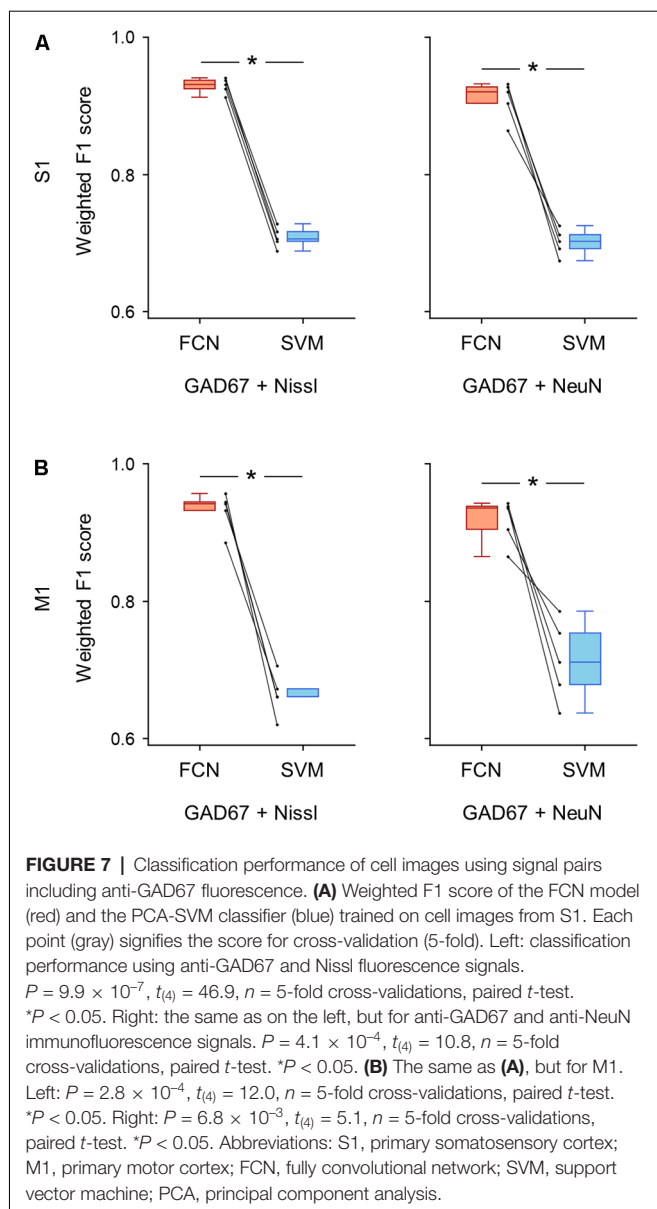 A
1.0
0.8
0.6
Weighted F1 score
S1
*
FCN
SVM
GAD67 + Nissl
*
FCN
SVM
GAD67 + NeuN
B
1.0
0.8
0.6
Weighted F1 score
M1
*
FCN
SVM
GAD67 + Nissl
*
FCN
SVM
GAD67 + NeuN
FIGURE 7 | Classification performance of cell images using signal pairs
including anti-GAD67 fluorescence. (A) Weighted F1 score of the FCN model
(red) and the PCA-SVM classifier (blue) trained on cell images from S1. Each
point (gray) signifies the score for cross-validation (5-fold). Left: classification
performance using anti-GAD67 and Nissl fluorescence signals.
P = 9.9 × 10⁻⁷, t₍₄₎ = 46.9, n = 5-fold cross-validations, paired t-test.
*P < 0.05. Right: the same as on the left, but for anti-GAD67 and anti-NeuN
immunofluorescence signals. P = 4.1 × 10⁻⁴, t₍₄₎ = 10.8, n = 5-fold
cross-validations, paired t-test. *P < 0.05. (B) The same as (A), but for M1.
Left: P = 2.8 × 10⁻⁴, t₍₄₎ = 12.0, n = 5-fold cross-validations, paired t-test.
*P < 0.05. Right: P = 6.8 × 10⁻³, t₍₄₎ = 5.1, n = 5-fold cross-validations,
paired t-test. *P < 0.05. Abbreviations: S1, primary somatosensory cortex;
M1, primary motor cortex; FCN, fully convolutional network; SVM, support
vector machine; PCA, principal component analysis.